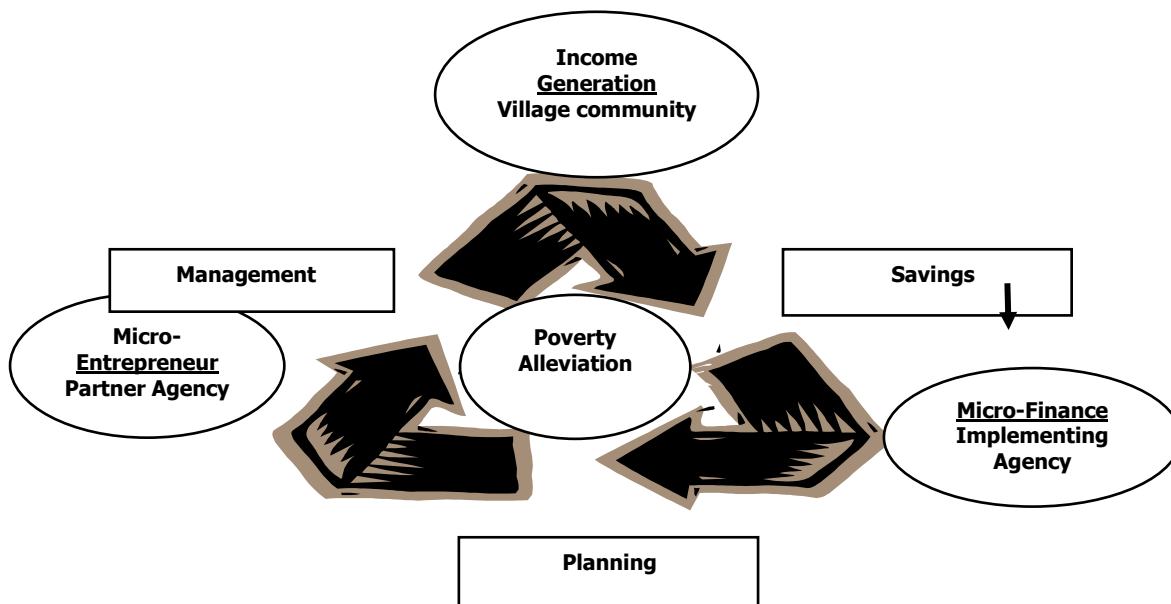 Income
Generation
Village community
Management
Savings
Micro-
Entrepreneur
Partner Agency
Poverty
Alleviation
Micro-Finance
Implementing
Agency
Planning